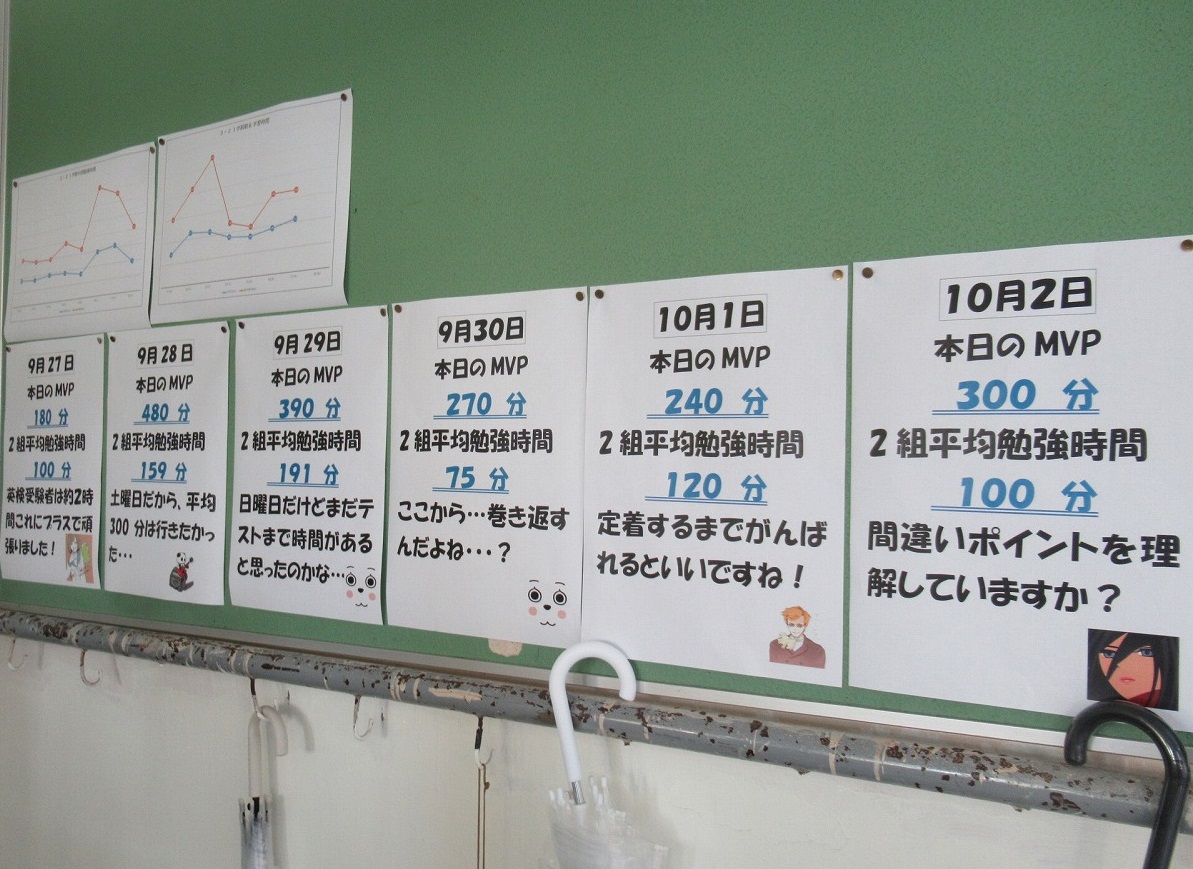 9月27日
本日のMVP
180 分
2組平均勉強時間
100 分
英検受験者は約2時
間これにプラスで頑
張りました！
9月28日
本日のMVP
480 分
2組平均勉強時間
159 分
土曜日だから、平均
300 分は行きたかっ
た…
9月29日
本日のMVP
390 分
2組平均勉強時間
191 分
日曜日だけどまだテ
ストまで時間がある
と思ったのかな…
9月30日
本日のMVP
270 分
2組平均勉強時間
75 分
ここから…巻き返す
んだよね・・・？
10月1日
本日のMVP
240 分
2組平均勉強時間
120 分
定着するまでがんば
れるといいですね！
10月2日
本日のMVP
300 分
2組平均勉強時間
100 分
間違いポイントを理
解していますか？